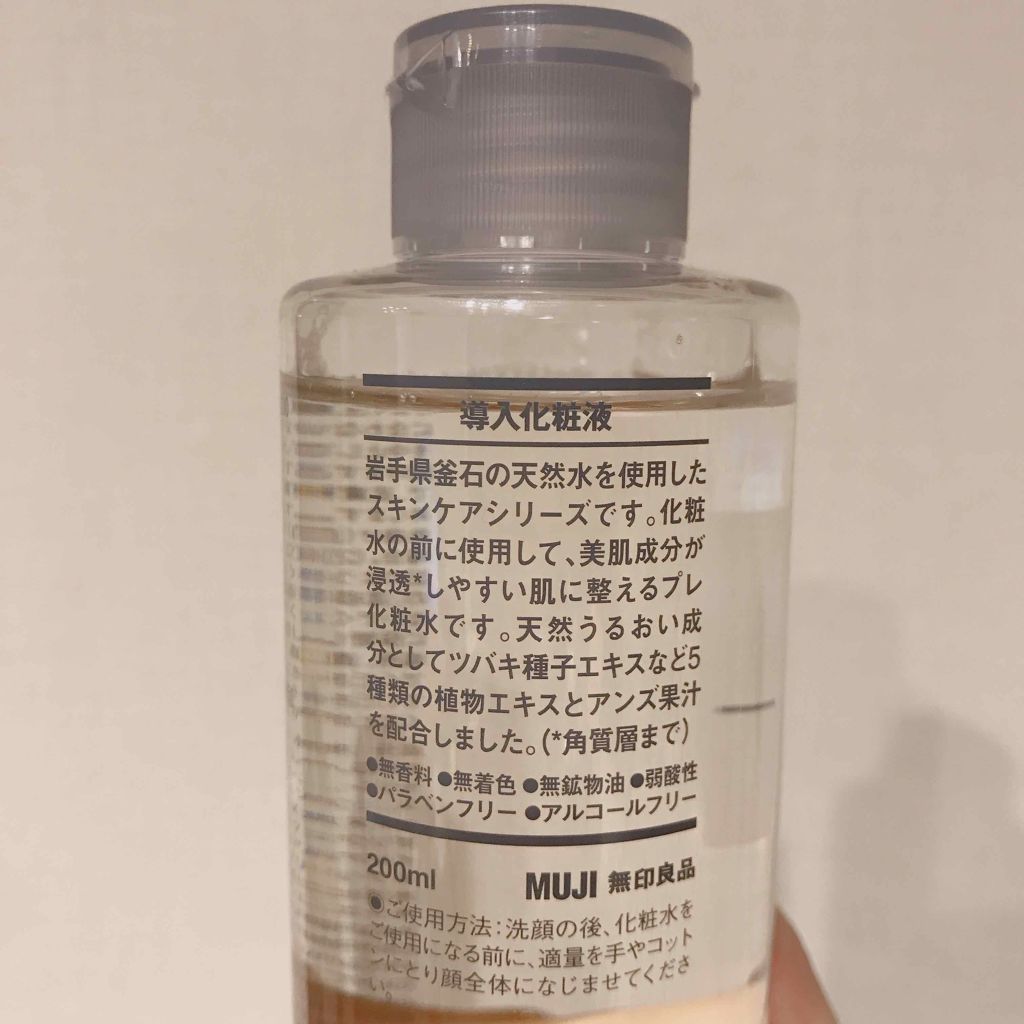 導入化粧液
岩手県釜石の天然水を使用した
スキンケアシリーズです。化粧
水の前に使用して、美肌成分が
浸透*しやすい肌に整えるプレ
化粧水です。天然うるおい成
分としてツバキ種子エキスなど5
種類の植物エキスとアンズ果汁
を配合しました。(*角質層まで)
●無香料 ●無着色 ●無鉱物油 ●弱酸性
●パラベンフリー ●アルコールフリー
200ml
MUJI 無印良品
◉ご使用方法：洗顔の後、化粧水を
ご使用になる前に、適量を手やコット
ンにとり顔全体になじませてくださ
い。